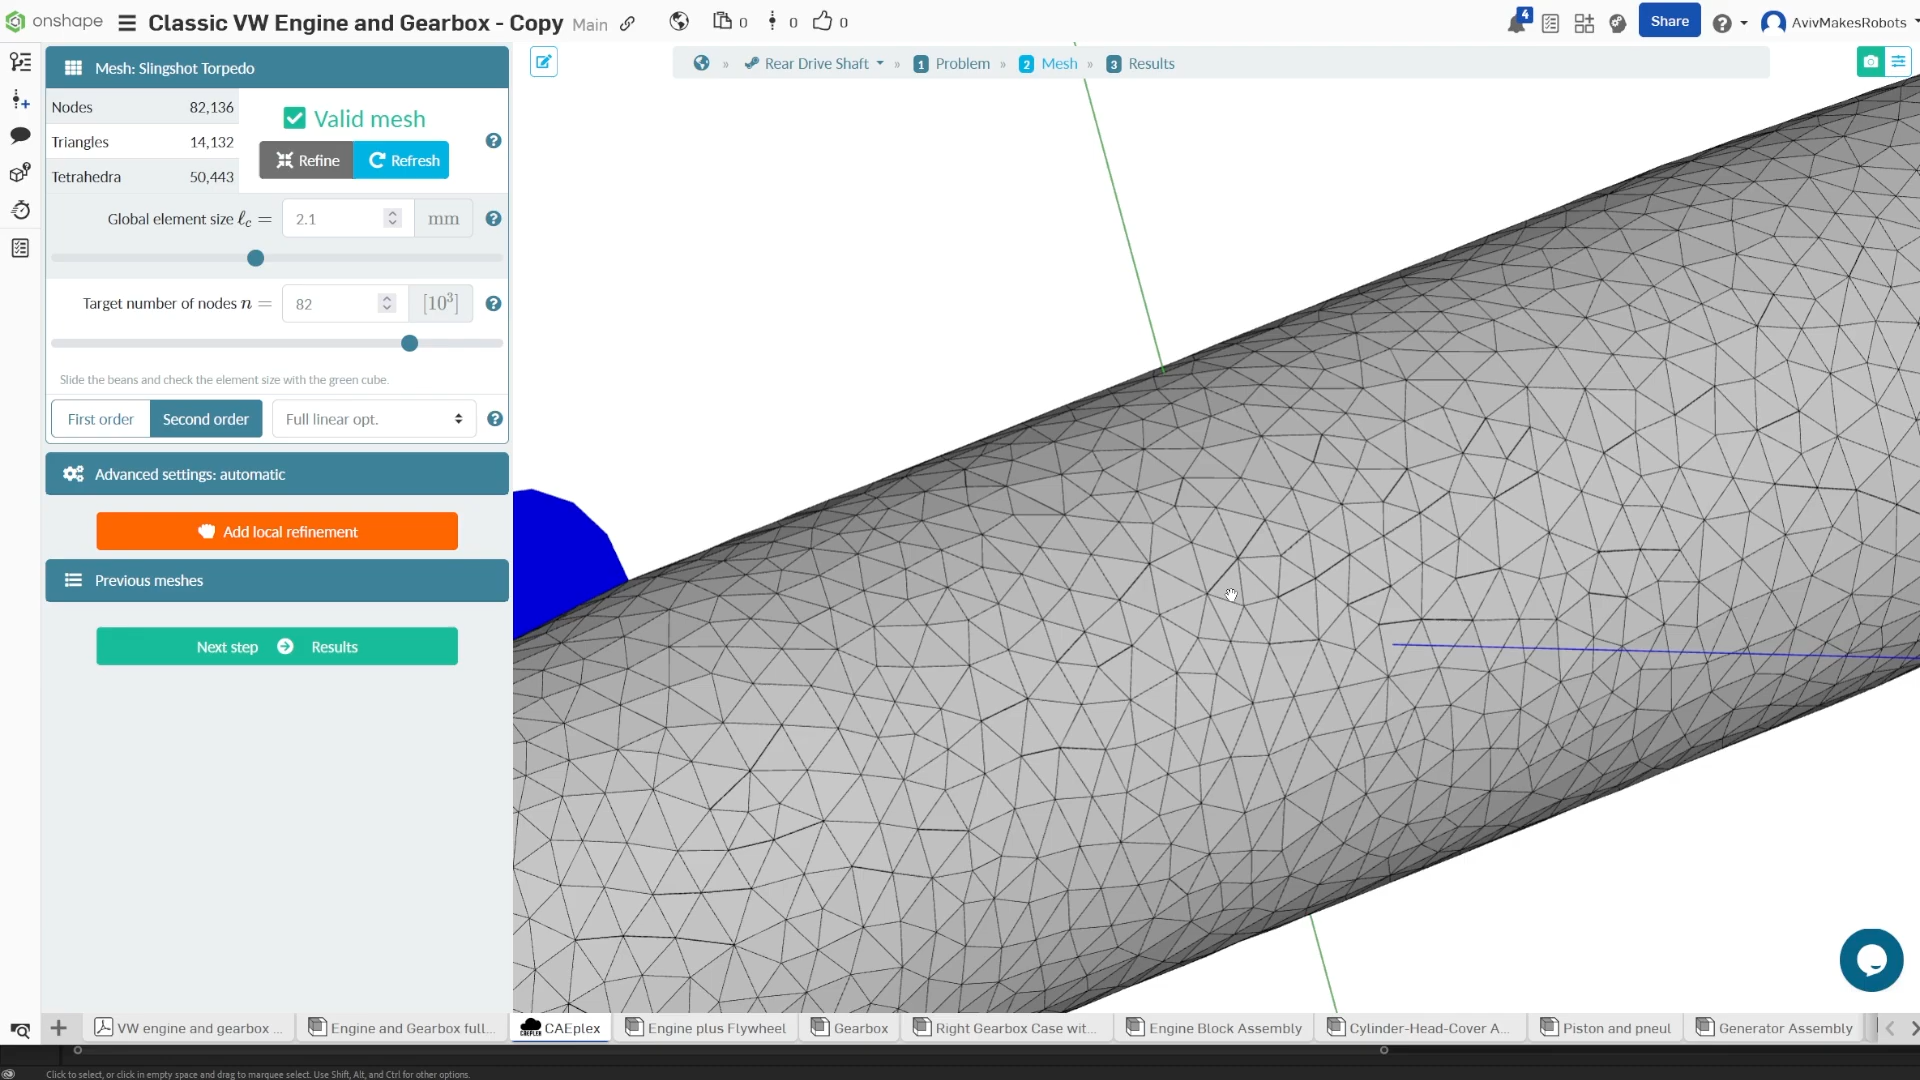 onshape Classic VW Engine and Gearbox - Copy Main 0 0 0 4 Share AvivMakesRobots
Mesh: Slingshot Torpedo
» Rear Drive Shaft » 1 Problem » 2 Mesh » 3 Results
Nodes 82,136
Valid mesh
Triangles 14,132
Refine Refresh
Tetrahedra 50,443
Global element size ℓc = 2.1 mm
Target number of nodes n = 82 [10³]
Slide the beans and check the element size with the green cube.
First order Second order Full linear opt.
Advanced settings: automatic
Add local refinement
Previous meshes
Next step Results
VW engine and gearbox ... Engine and Gearbox full... CAEplex Engine plus Flywheel Gearbox Right Gearbox Case wit... Engine Block Assembly Cylinder-Head-Cover A... Piston and pneul Generator Assembly
Click to select, or click in empty space and drag to marquee select. Use Shift, Alt, and Ctrl for other options.